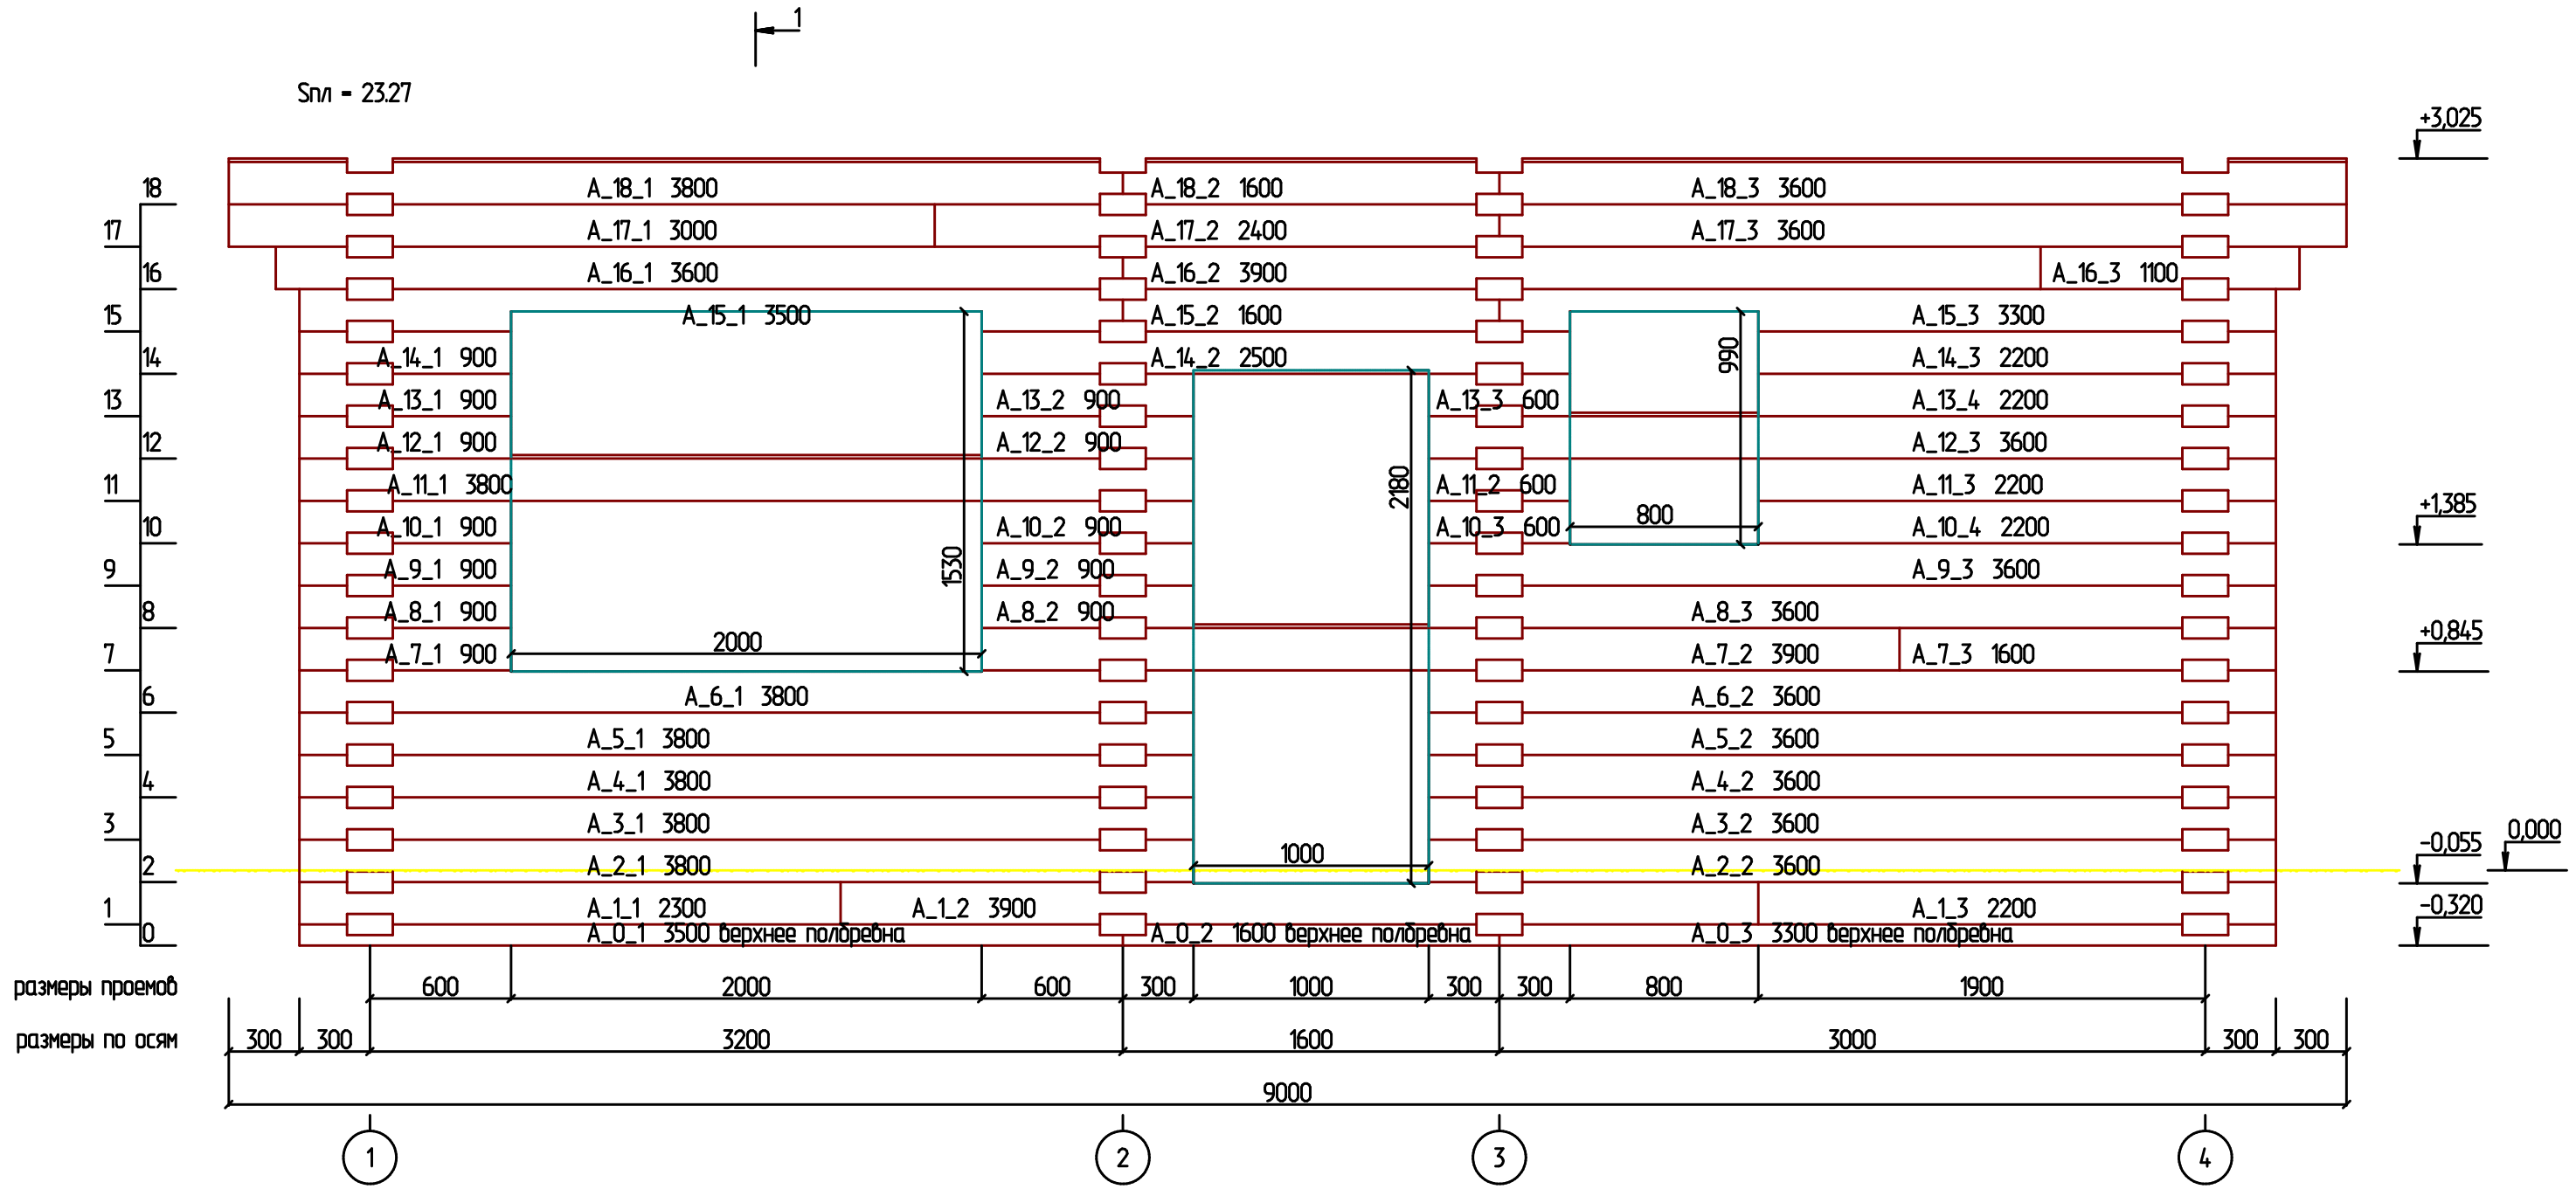 1
Sпл = 23.27
+3,025
18 A_18_1 3800 A_18_2 1600 A_18_3 3600
17 A_17_1 3000 A_17_2 2400 A_17_3 3600
16 A_16_1 3600 A_16_2 3900 A_16_3 1100
15 A_15_1 3500 A_15_2 1600 A_15_3 3300
14 A_14_1 900 A_14_2 2500 990 A_14_3 2200
13 A_13_1 900 A_13_2 900 A_13_3 600 A_13_4 2200
12 A_12_1 900 A_12_2 900 A_12_3 3600
11 A_11_1 3800 2180 A_11_2 600 A_11_3 2200
+1,385
10 A_10_1 900 A_10_2 900 A_10_3 600 800 A_10_4 2200
9 A_9_1 900 1530 A_9_2 900 A_9_3 3600
8 A_8_1 900 A_8_2 900 A_8_3 3600
+0,845
7 A_7_1 900 2000 A_7_2 3900 A_7_3 1600
6 A_6_1 3800 A_6_2 3600
5 A_5_1 3800 A_5_2 3600
4 A_4_1 3800 A_4_2 3600
3 A_3_1 3800 A_3_2 3600
0,000
-0,055
2 A_2_1 3800 1000 A_2_2 3600
1 A_1_1 2300 A_1_2 3900 A_1_3 2200
-0,320
0 A_0_1 3500 верхнее полбревна A_0_2 1600 верхнее полбревна A_0_3 3300 верхнее полбревна
размеры проемов 600 2000 600 300 1000 300 300 800 1900
размеры по осям 300 300 3200 1600 3000 300 300
9000
1 2 3 4